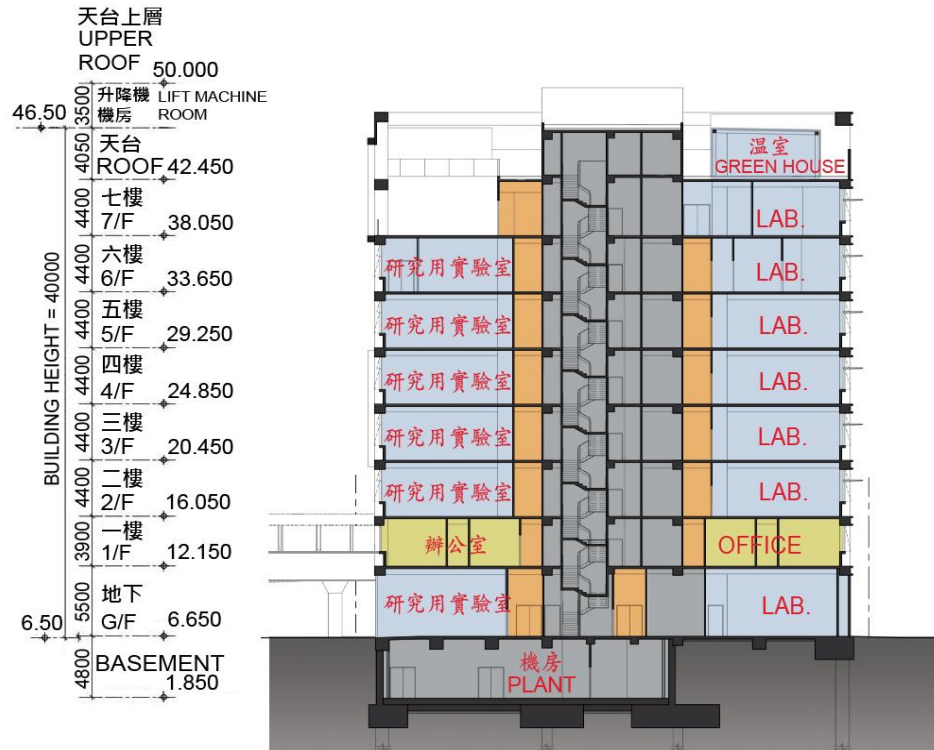 天台上層
UPPER
ROOF
50.000
3500
升降機
機房
LIFT MACHINE
ROOM
46.50
4050
天台
ROOF
42.450
4400
七樓
7/F
38.050
4400
六樓
6/F
33.650
4400
五樓
5/F
29.250
4400
四樓
4/F
24.850
4400
三樓
3/F
20.450
4400
二樓
2/F
16.050
3900
一樓
1/F
12.150
5500
地下
G/F
6.650
6.50
4800
BASEMENT
1.850
BUILDING HEIGHT = 40000
温室
GREEN HOUSE
LAB.
研究用實驗室
LAB.
研究用實驗室
LAB.
研究用實驗室
LAB.
研究用實驗室
LAB.
研究用實驗室
LAB.
辦公室
OFFICE
研究用實驗室
LAB.
機房
PLANT